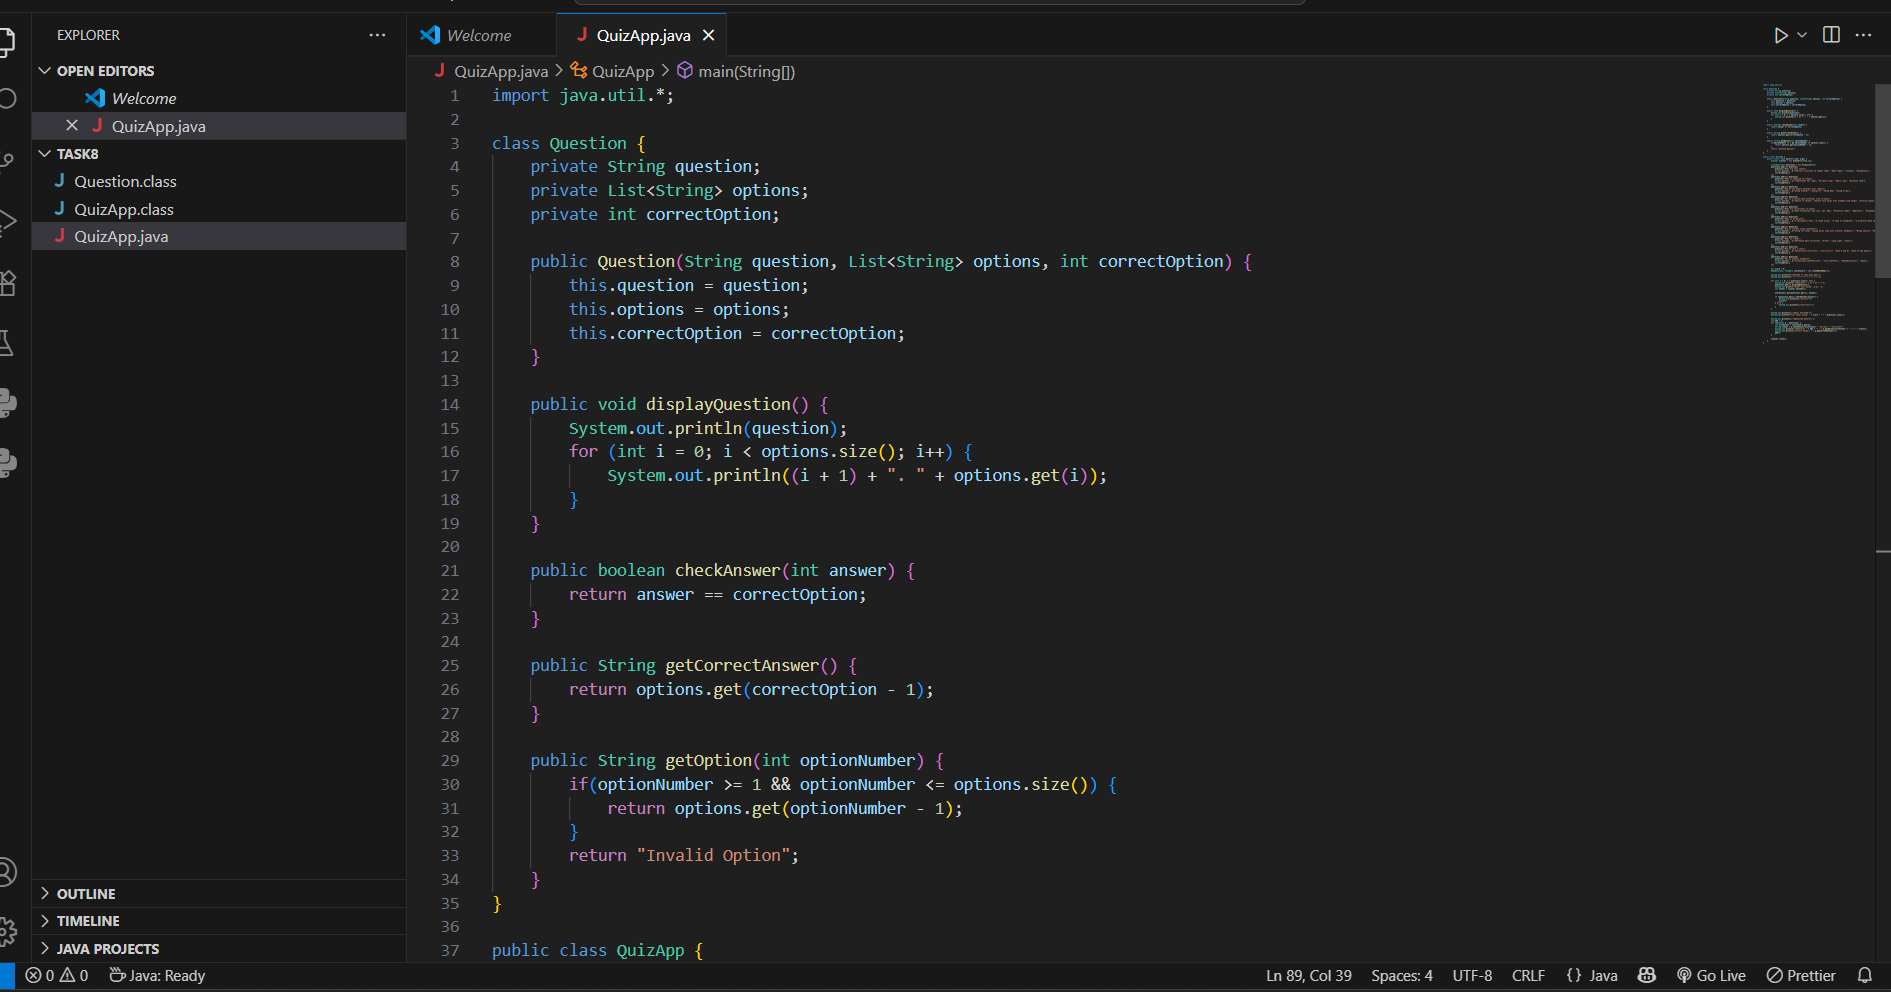 EXPLORER
OPEN EDITORS
Welcome
QuizApp.java
TASK8
Question.class
QuizApp.class
QuizApp.java
OUTLINE
TIMELINE
JAVA PROJECTS
Welcome
QuizApp.java
QuizApp.java > QuizApp > main(String[])
1 import java.util.*;
2
3 class Question {
4     private String question;
5     private List<String> options;
6     private int correctOption;
7
8     public Question(String question, List<String> options, int correctOption) {
9         this.question = question;
10         this.options = options;
11         this.correctOption = correctOption;
12     }
13
14     public void displayQuestion() {
15         System.out.println(question);
16         for (int i = 0; i < options.size(); i++) {
17             System.out.println((i + 1) + ". " + options.get(i));
18         }
19     }
20
21     public boolean checkAnswer(int answer) {
22         return answer == correctOption;
23     }
24
25     public String getCorrectAnswer() {
26         return options.get(correctOption - 1);
27     }
28
29     public String getOption(int optionNumber) {
30         if(optionNumber >= 1 && optionNumber <= options.size()) {
31             return options.get(optionNumber - 1);
32         }
33         return "Invalid Option";
34     }
35 }
36
37 public class QuizApp {
0 0 Java: Ready
Ln 89, Col 39 Spaces: 4 UTF-8 CRLF {} Java Go Live Prettier